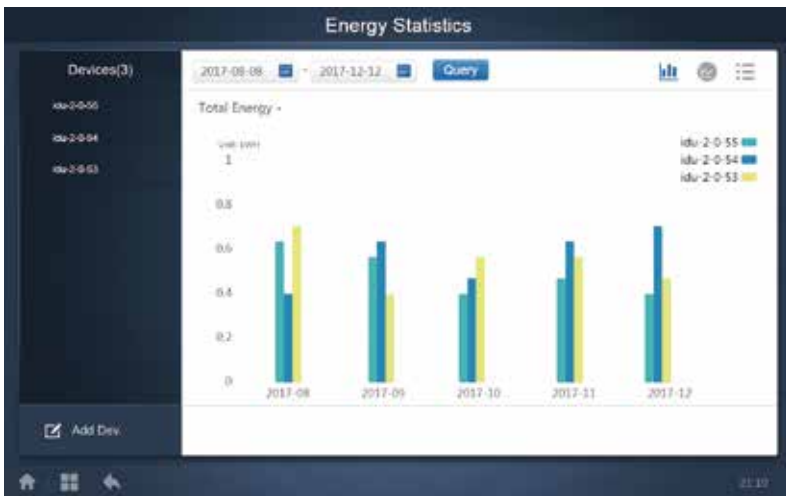 Energy Statistics
Devices(3)
idu-2-0-55
idu-2-0-54
idu-2-0-53
2017-08-08 - 2017-12-12 Query
Total Energy
idu-2-0-55
idu-2-0-54
idu-2-0-53
1
0.8
0.6
0.4
0.2
0
2017-08 2017-09 2017-10 2017-11 2017-12
Add Dev.